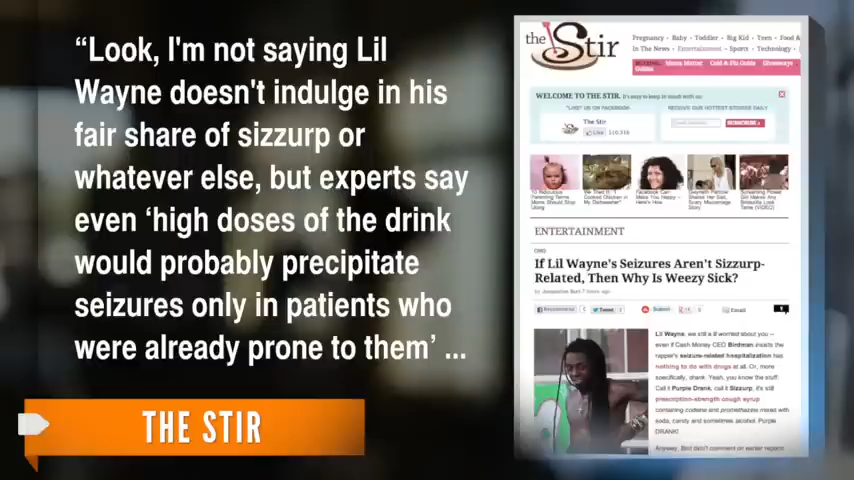 “Look, I'm not saying Lil
Wayne doesn't indulge in his
fair share of sizzurp or
whatever else, but experts say
even ‘high doses of the drink
would probably precipitate
seizures only in patients who
were already prone to them’ ...
THE STIR
the Stir
Pregnancy • Baby • Toddler • Big Kid • Teen • Food &
In The News • Entertainment • Sports • Technology •
WELCOME TO THE STIR.
The Stir
Like
SUBSCRIBE
ENTERTAINMENT
If Lil Wayne's Seizures Aren't Sizzurp-
Related, Then Why Is Weezy Sick?
Tweet
Submit
Email
Lil Wayne, we still a lil worried about you --
even if Cash Money CEO Birdman insists the
rapper's seizure-related hospitalization has
nothing to do with drugs at all. Or, more
specifically, drank. Yeah, you know the stuff.
Call it Purple Drank, call it Sizzurp, it's still
prescription-strength cough syrup
containing codeine and promethazine mixed with
soda, candy and sometimes alcohol. Purple
DRANK!
Anyway,